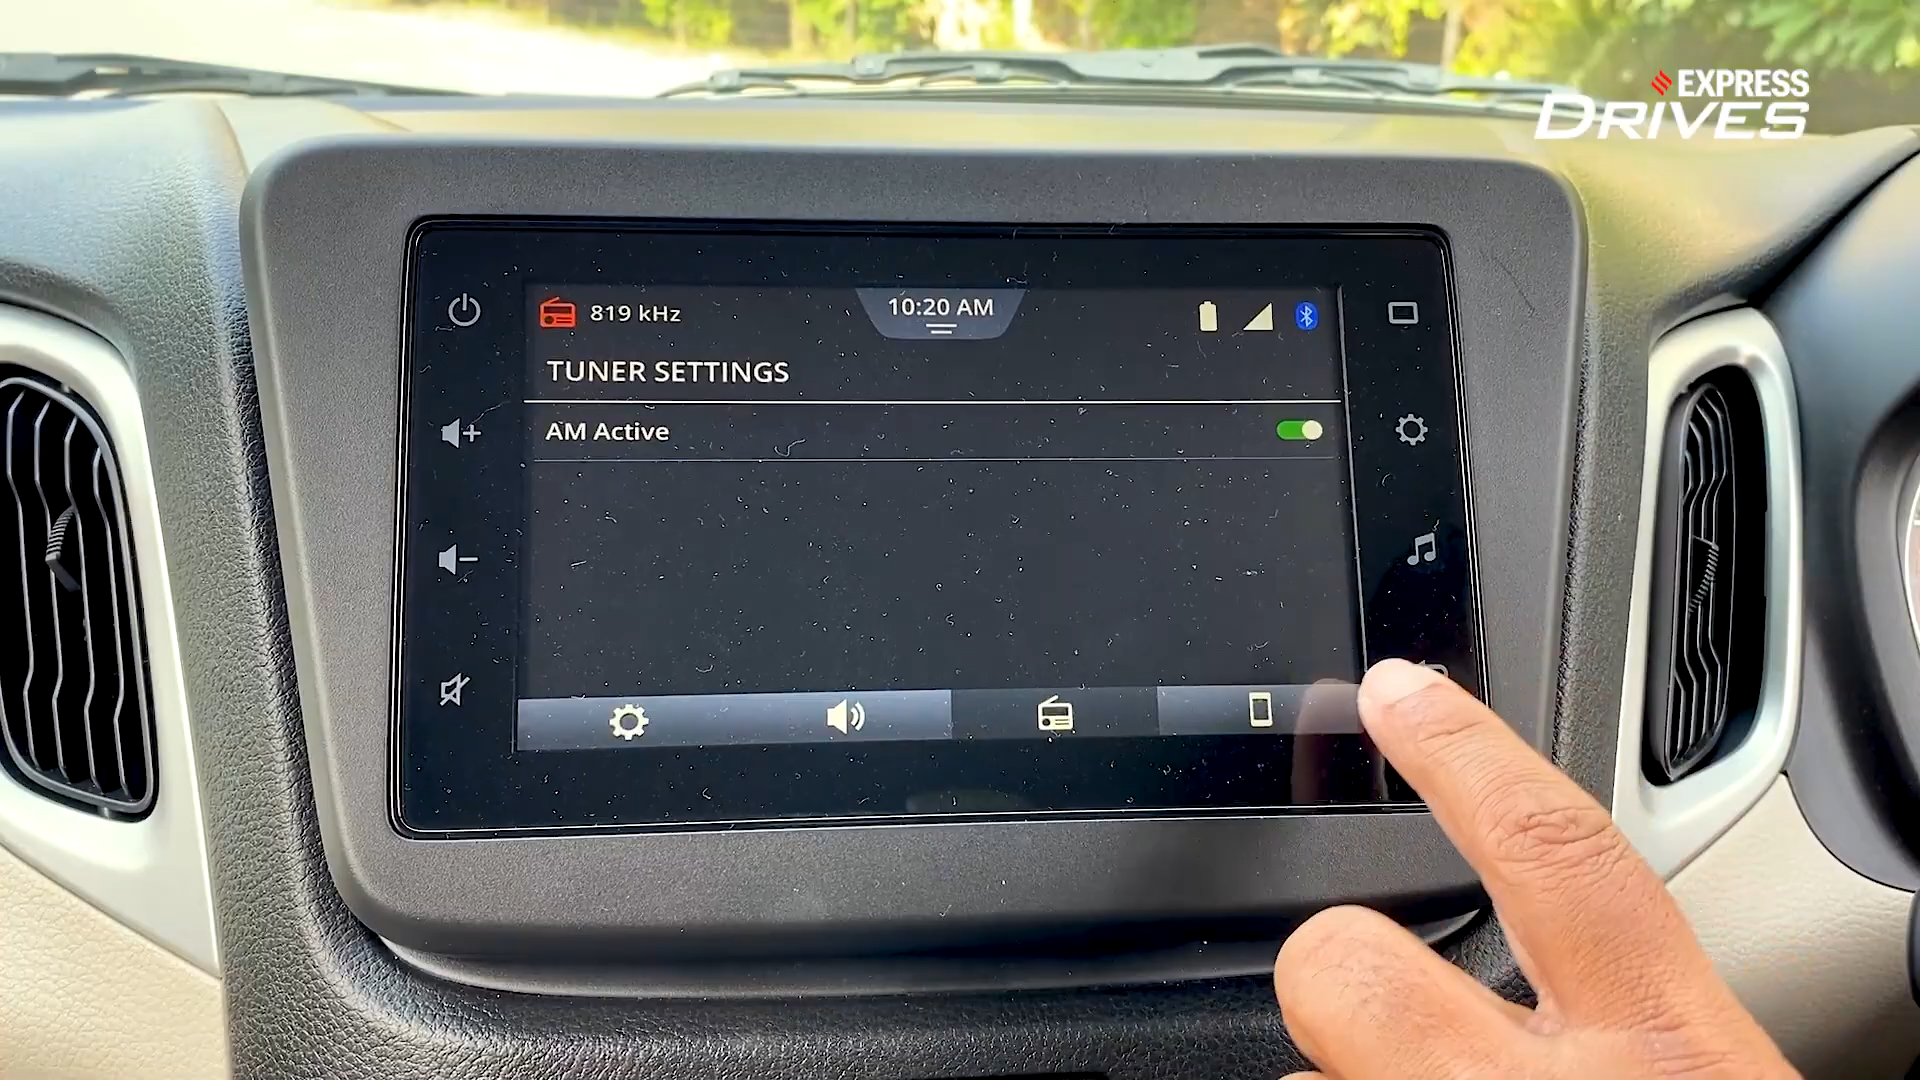 EXPRESS
DRIVES
819 kHz
10:20 AM
TUNER SETTINGS
AM Active